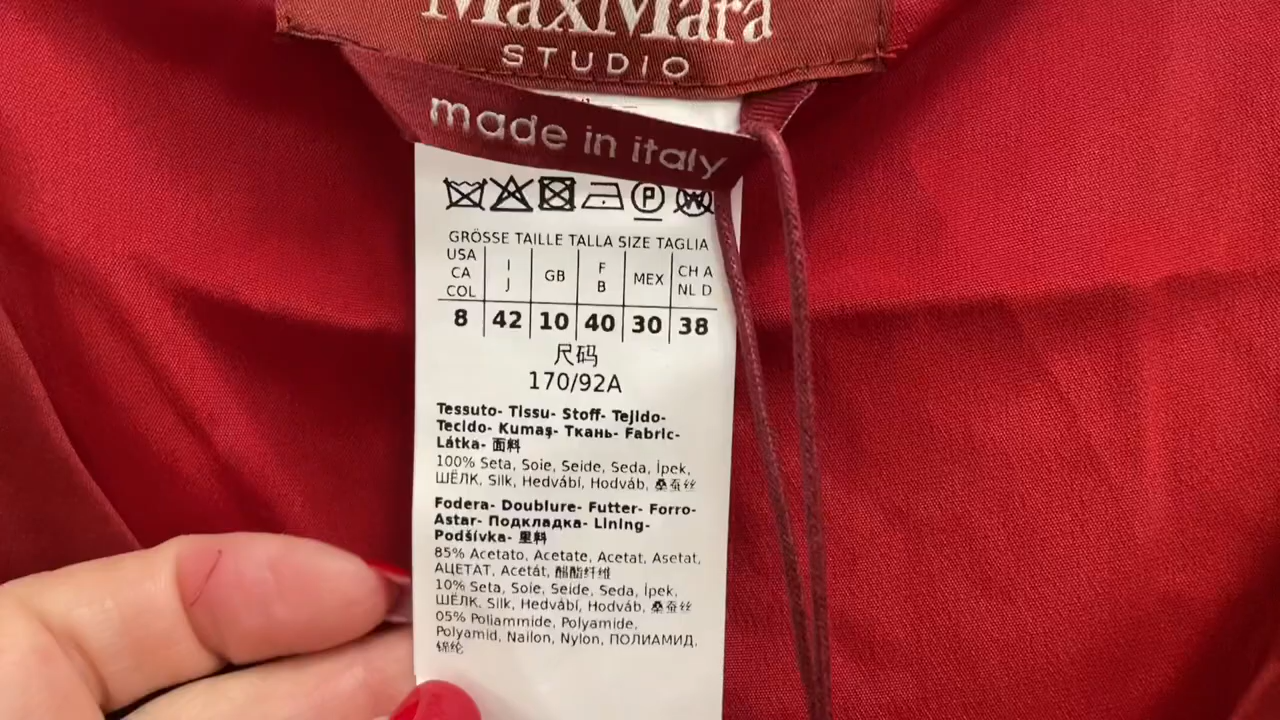 MaxMara
STUDIO
made in italy
P W
GRÖSSE TAILLE TALLA SIZE TAGLIA
USA CA COL I J GB F B MEX CH A NL D
8 42 10 40 30 38
尺码
170/92A
Tessuto- Tissu- Stoff- Tejido-
Tecido- Kumaş- Ткань- Fabric-
Látka- 面料
100% Seta, Soie, Seide, Seda, İpek,
ШЁЛК, Silk, Hedvábí, Hodváb, 桑蚕丝
Fodera- Doublure- Futter- Forro-
Astar- Подкладка- Lining-
Podšívka- 里料
85% Acetato, Acetate, Acetat, Asetat,
АЦЕТАТ, Acetát, 醋酯纤维
10% Seta, Soie, Seide, Seda, İpek,
ШЁЛК, Silk, Hedvábí, Hodváb, 桑蚕丝
05% Poliammide, Polyamide,
Polyamid, Nailon, Nylon, ПОЛИАМИД,
锦纶